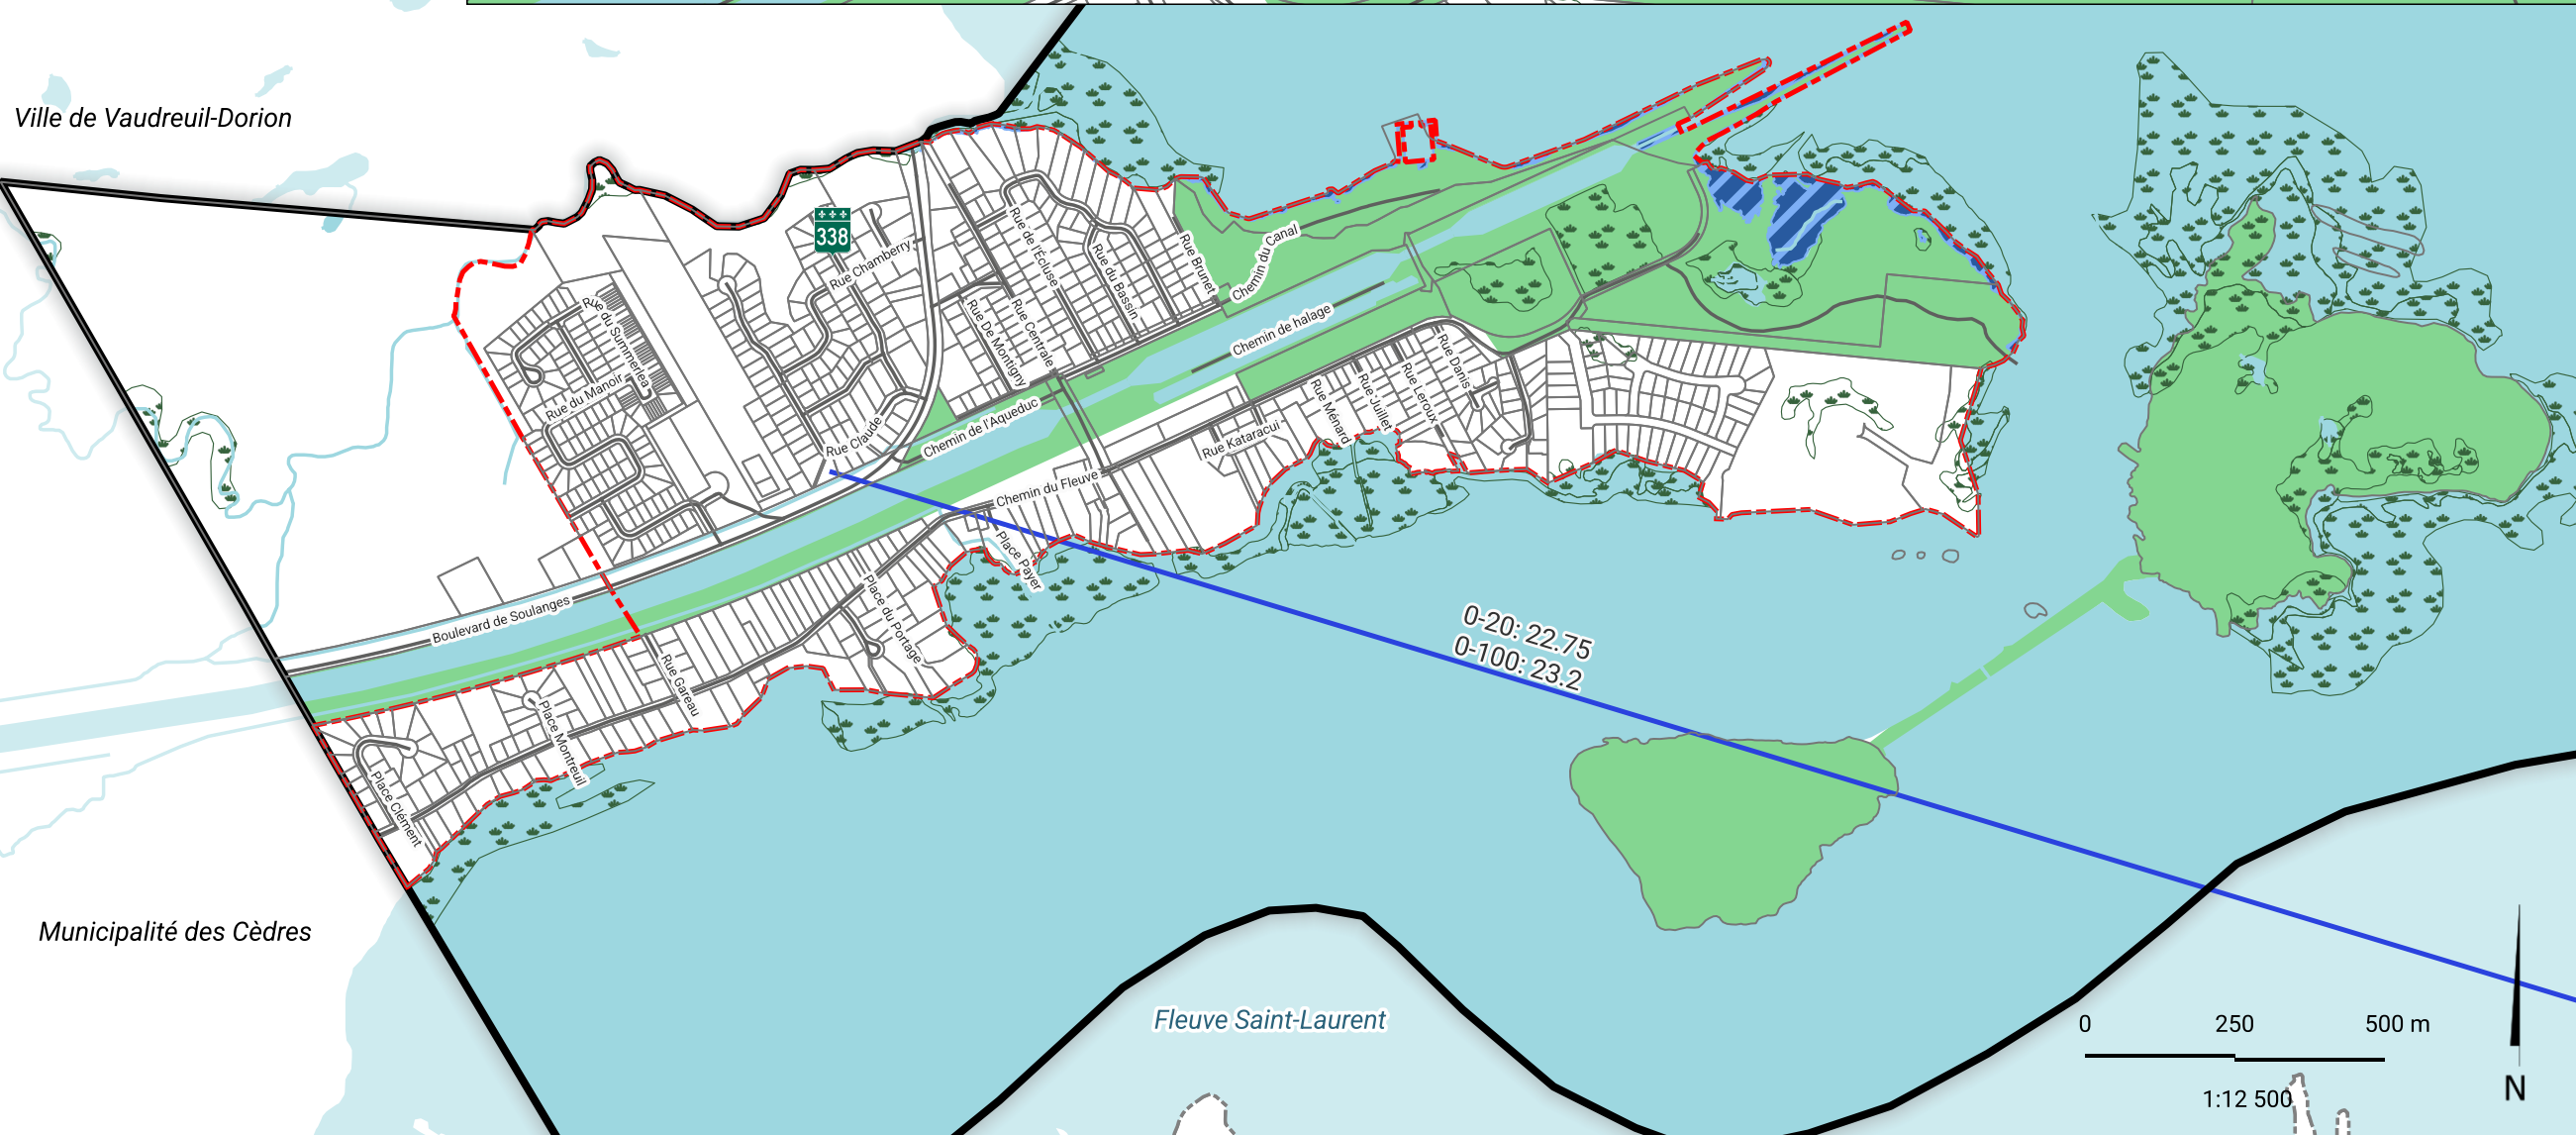 Ville de Vaudreuil-Dorion
338
Rue Chamberry
Rue de l'Écluse
Rue du Bassin
Rue Brunet
Chemin du Canal
Rue du Summerlea
Rue du Manoir
Rue De Montigny
Rue Centrale
Chemin de halage
Rue Danis
Rue Leroux
Rue Juillet
Rue Ménard
Rue Kataracui
Rue Claude
Chemin de l'Aqueduc
Chemin du Fleuve
Place Payer
Place du Portage
Boulevard de Soulanges
Rue Gareau
Place Montreuil
Place Clément
0-20: 22.75
0-100: 23.2
Municipalité des Cèdres
Fleuve Saint-Laurent
0 250 500 m
1:12 500
N